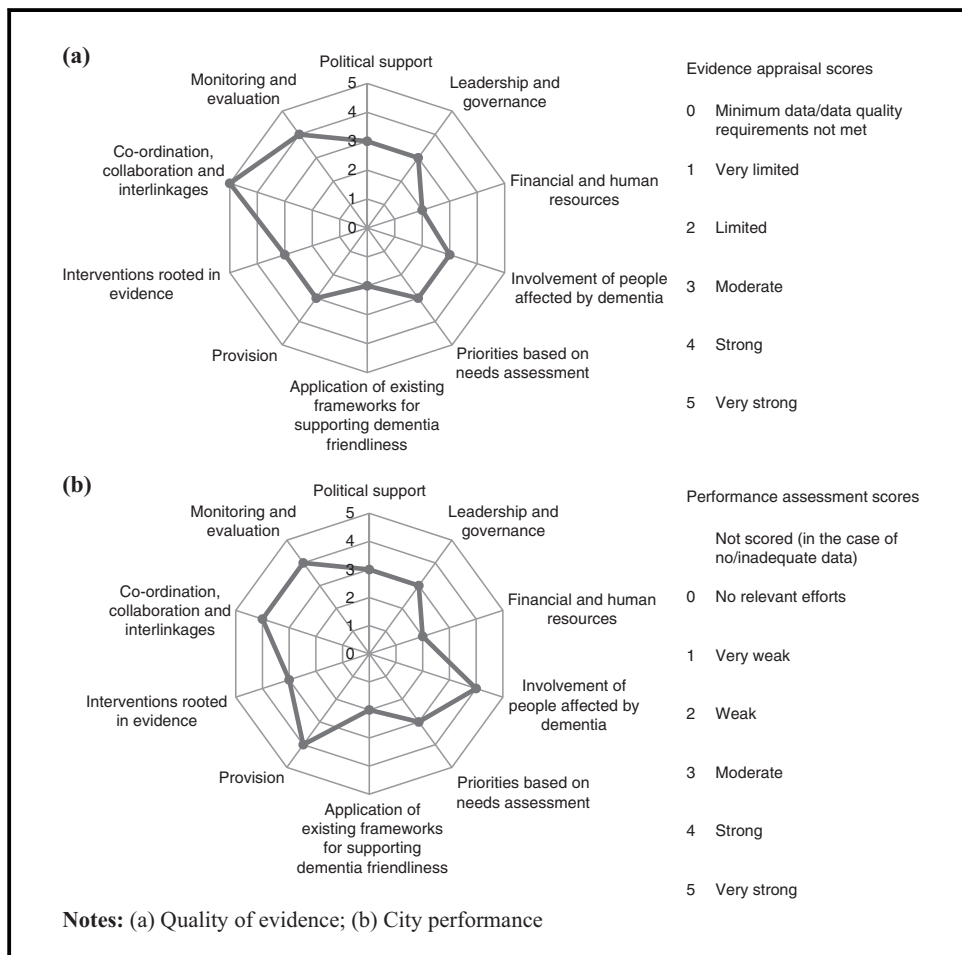 (a)
Political support
Monitoring and
evaluation
Leadership and
governance
Co-ordination,
collaboration and
interlinkages
Financial and human
resources
Interventions rooted in
evidence
Involvement of people
affected by dementia
Provision
Priorities based on
needs assessment
Application of existing
frameworks for
supporting dementia
friendliness
5
4
3
2
1
0
Evidence appraisal scores
0 Minimum data/data quality
requirements not met
1 Very limited
2 Limited
3 Moderate
4 Strong
5 Very strong
(b)
Political support
Monitoring and
evaluation
Leadership and
governance
Co-ordination,
collaboration and
interlinkages
Financial and human
resources
Interventions rooted
in evidence
Involvement of
people affected by
dementia
Provision
Priorities based on
needs assessment
Application of
existing frameworks
for supporting
dementia friendliness
5
4
3
2
1
0
Performance assessment scores
Not scored (in the case of
no/inadequate data)
0 No relevant efforts
1 Very weak
2 Weak
3 Moderate
4 Strong
5 Very strong
Notes: (a) Quality of evidence; (b) City performance